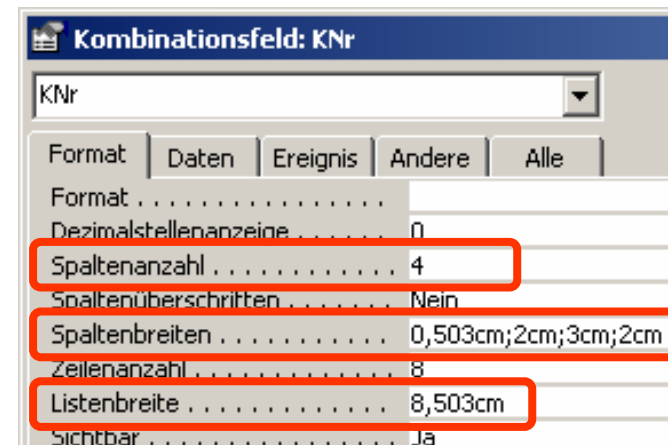 Kombinationsfeld: KNr
KNr
Format Daten Ereignis Andere Alle
Format . . . . . . . . . . . . . . . . .
Dezimalstellenanzeige . . . . . . 0
Spaltenanzahl . . . . . . . . . . . . 4
Spaltenüberschriften . . . . . . . Nein
Spaltenbreiten . . . . . . . . . . . 0,503cm;2cm;3cm;2cm
Zeilenanzahl . . . . . . . . . . . . . 8
Listenbreite . . . . . . . . . . . . . 8,503cm
Sichtbar . . . . . . . . . . . . . . . . Ja